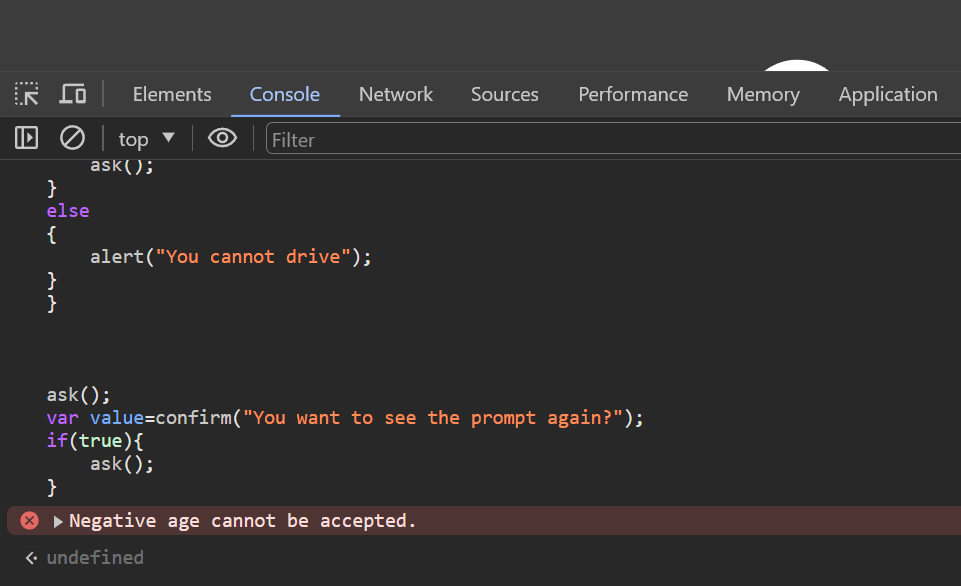 Elements Console Network Sources Performance Memory Application
top Filter
ask();
}
else
{
alert("You cannot drive");
}
}
ask();
var value=confirm("You want to see the prompt again?");
if(true){
ask();
}
Negative age cannot be accepted.
undefined